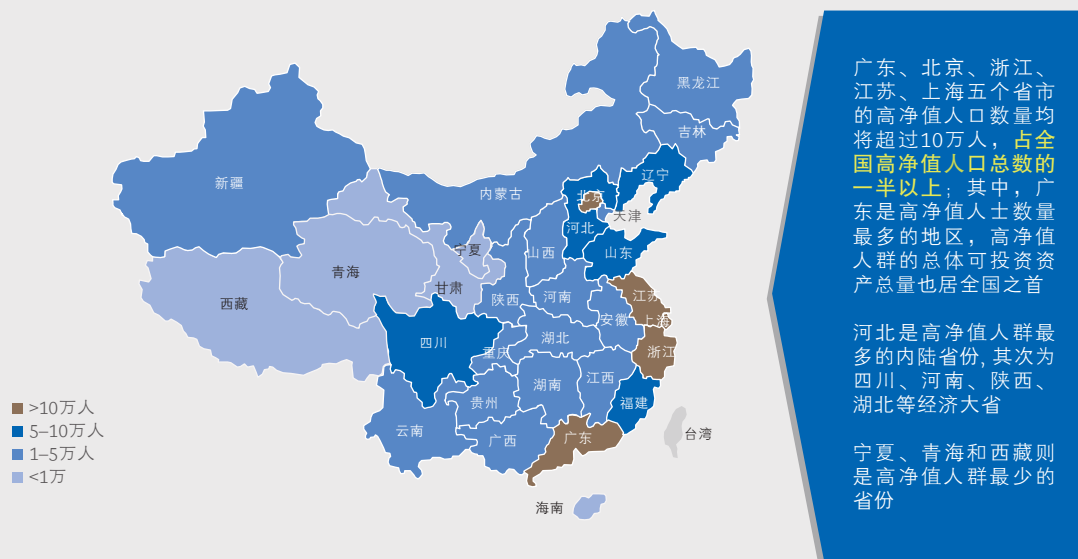 黑龙江
吉林
辽宁
新疆
内蒙古
北京
天津
河北
山西
山东
宁夏
青海
甘肃
西藏
陕西
河南
江苏
上海
安徽
四川
重庆
湖北
浙江
湖南
江西
贵州
福建
云南
广西
广东
台湾
海南
>10万人
5–10万人
1–5万人
<1万
广东、北京、浙江、
江苏、上海五个省市
的高净值人口数量均
将超过10万人，占全
国高净值人口总数的
一半以上；其中，广
东是高净值人士数量
最多的地区，高净值
人群的总体可投资资
产总量也居全国之首
河北是高净值人群最
多的内陆省份, 其次为
四川、河南、陕西、
湖北等经济大省
宁夏、青海和西藏则
是高净值人群最少的
省份